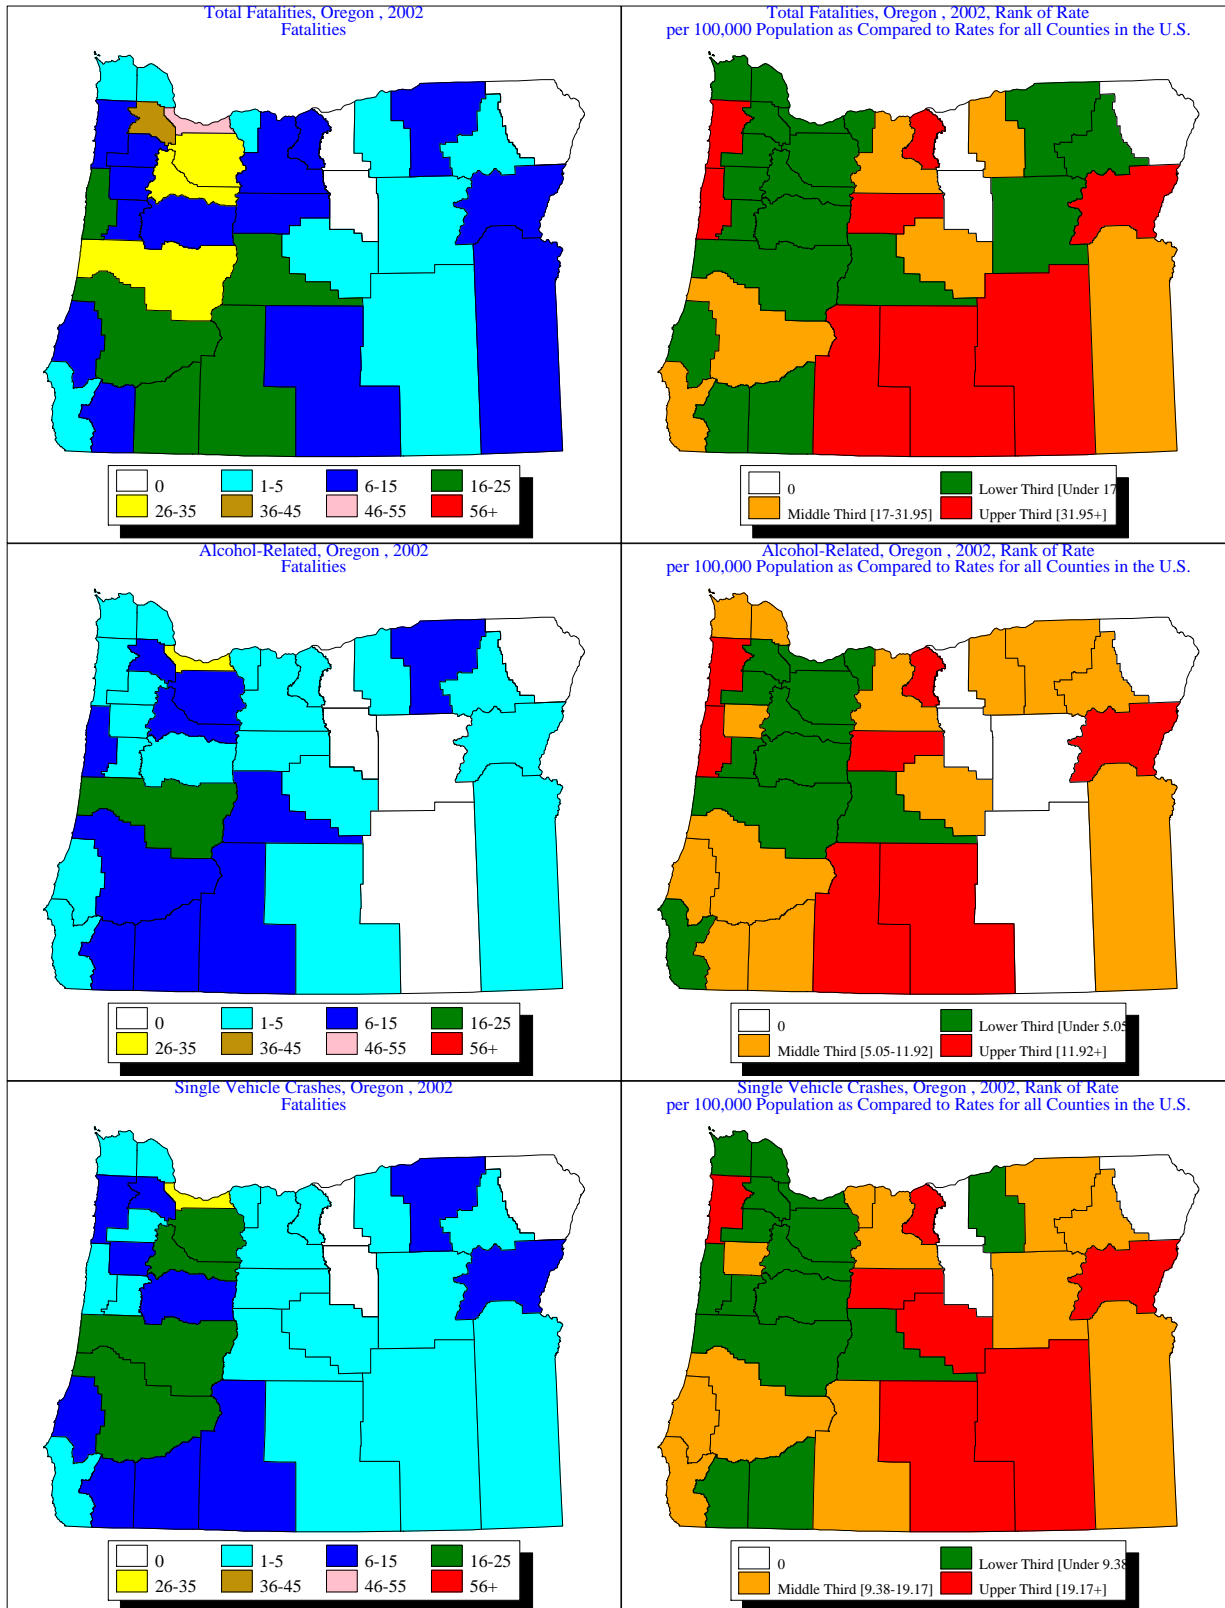 Total Fatalities, Oregon , 2002
Fatalities
0
1-5
6-15
16-25
26-35
36-45
46-55
56+
Total Fatalities, Oregon , 2002, Rank of Rate
per 100,000 Population as Compared to Rates for all Counties in the U.S.
0
Lower Third [Under 17
Middle Third [17-31.95]
Upper Third [31.95+]
Alcohol-Related, Oregon , 2002
Fatalities
0
1-5
6-15
16-25
26-35
36-45
46-55
56+
Alcohol-Related, Oregon , 2002, Rank of Rate
per 100,000 Population as Compared to Rates for all Counties in the U.S.
0
Lower Third [Under 5.05
Middle Third [5.05-11.92]
Upper Third [11.92+]
Single Vehicle Crashes, Oregon , 2002
Fatalities
0
1-5
6-15
16-25
26-35
36-45
46-55
56+
Single Vehicle Crashes, Oregon , 2002, Rank of Rate
per 100,000 Population as Compared to Rates for all Counties in the U.S.
0
Lower Third [Under 9.38
Middle Third [9.38-19.17]
Upper Third [19.17+]